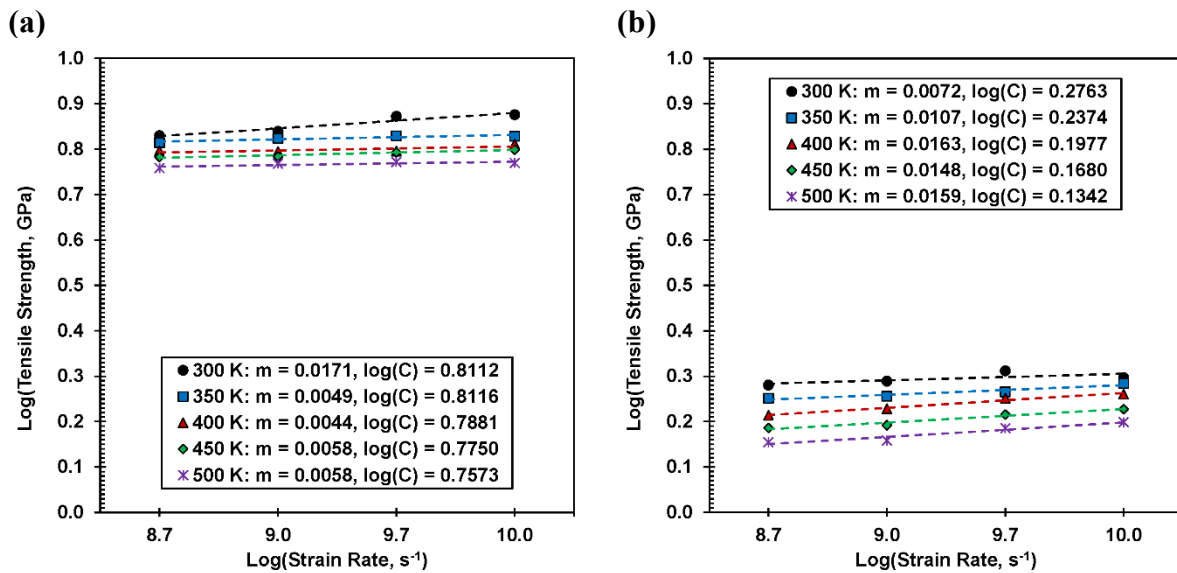 (a)
Log(Tensile Strength, GPa)
1.0
0.9
0.8
0.7
0.6
0.5
0.4
0.3
0.2
0.1
0.0
300 K: m = 0.0171, log(C) = 0.8112
350 K: m = 0.0049, log(C) = 0.8116
400 K: m = 0.0044, log(C) = 0.7881
450 K: m = 0.0058, log(C) = 0.7750
500 K: m = 0.0058, log(C) = 0.7573
8.7 9.0 9.7 10.0
Log(Strain Rate, s⁻¹)
(b)
Log(Tensile Strength, GPa)
1.0
0.9
0.8
0.7
0.6
0.5
0.4
0.3
0.2
0.1
0.0
300 K: m = 0.0072, log(C) = 0.2763
350 K: m = 0.0107, log(C) = 0.2374
400 K: m = 0.0163, log(C) = 0.1977
450 K: m = 0.0148, log(C) = 0.1680
500 K: m = 0.0159, log(C) = 0.1342
8.7 9.0 9.7 10.0
Log(Strain Rate, s⁻¹)